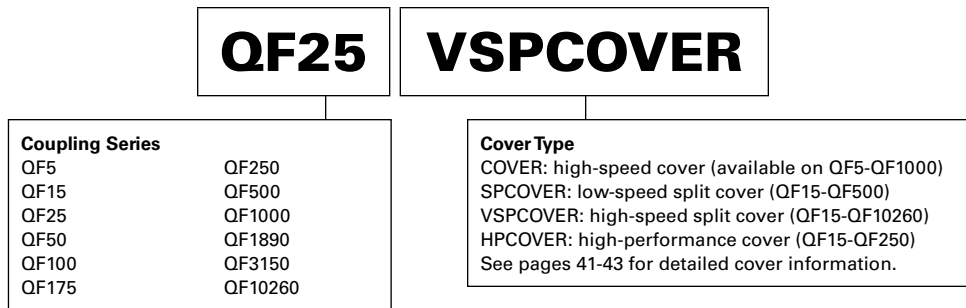 QF25 VSPCOVER
Coupling Series
QF5 QF250
QF15 QF500
QF25 QF1000
QF50 QF1890
QF100 QF3150
QF175 QF10260
Cover Type
COVER: high-speed cover (available on QF5-QF1000)
SPCOVER: low-speed split cover (QF15-QF500)
VSPCOVER: high-speed split cover (QF15-QF10260)
HPCOVER: high-performance cover (QF15-QF250)
See pages 41-43 for detailed cover information.